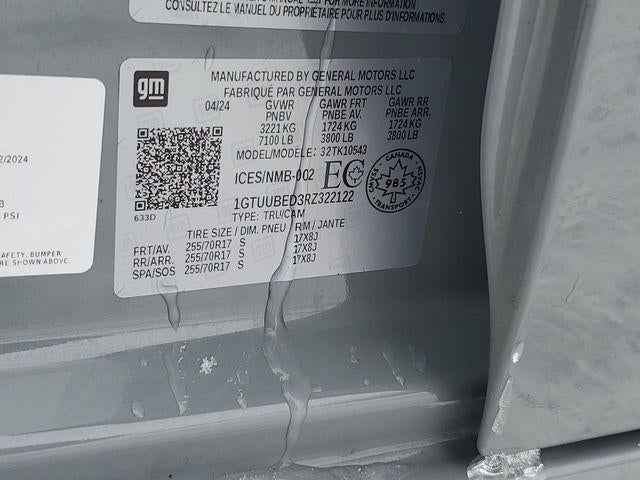 FOR MORE INFORMATION
CONSULTEZ LE MANUEL DU PROPRIÉTAIRE POUR PLUS D'INFORMATIONS.
gm
MANUFACTURED BY GENERAL MOTORS LLC
FABRIQUÉ PAR GENERAL MOTORS LLC
04/24 GVWR GAWR FRT GAWR RR
PNBV PNBE AV. PNBE ARR.
3221 KG 1724 KG 1724 KG
7100 LB 3800 LB 3800 LB
MODEL/MODÈLE: 32TK10543
ICES/NMB-002 EC
CANADA
985
TRANSPORT
1GTUUBED3RZ322122
633D
TYPE: TRU/CAM
TIRE SIZE / DIM. PNEU RIM / JANTE
FRT/AV. 255/70R17 S 17X8J
RR/ARR. 255/70R17 S 17X8J
SPA/SOS 255/70R17 S 17X8J
2/2024
B
PSI
AFETY, BUMPER
RE SHOWN ABOVE.